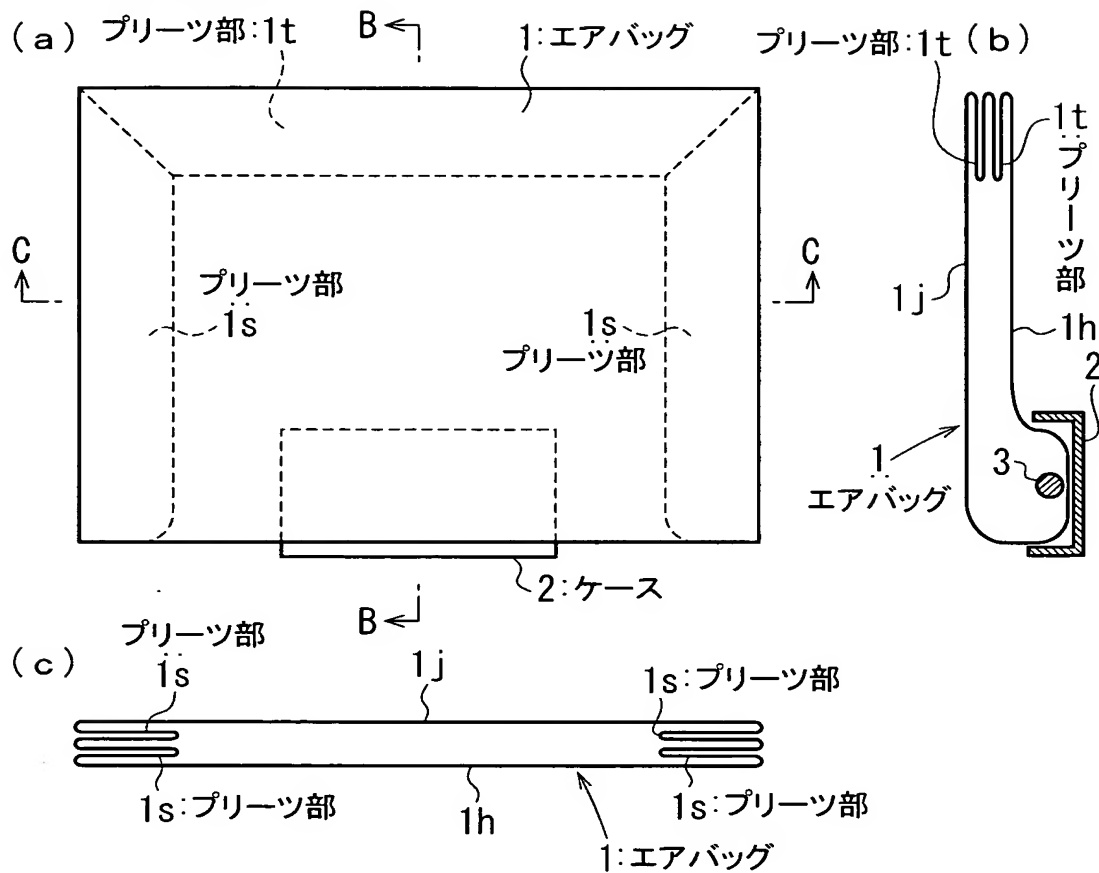 (a)
プリーツ部:1t
B
1:エアバッグ
C
C
プリーツ部
1s
1s
プリーツ部
2:ケース
B
(b)
プリーツ部:1t
1t:プリーツ部
1j
1h
2
3
1
エアバッグ
(c)
プリーツ部
1s
1j
1s:プリーツ部
1s:プリーツ部
1h
1s:プリーツ部
1:エアバッグ